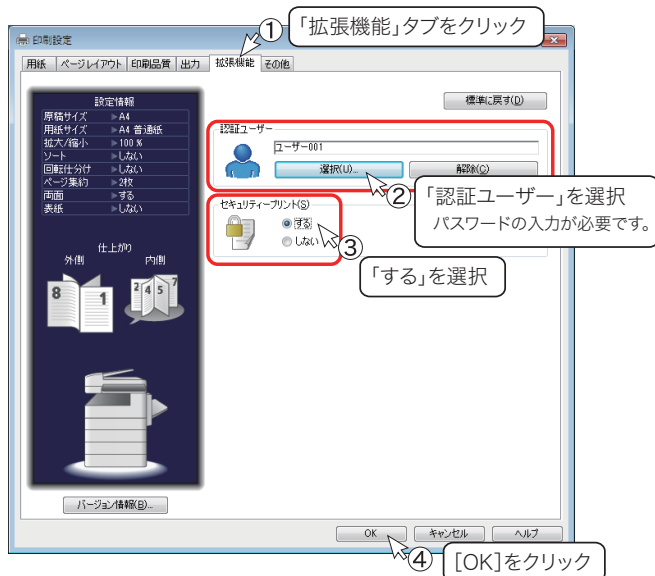 ①「拡張機能」タブをクリック
印刷設定
用紙 ページレイアウト 印刷品質 出力 拡張機能 その他
設定情報
原稿サイズ ▶A4
用紙サイズ ▶A4 普通紙
拡大/縮小 ▶100 %
ソート ▶しない
回転仕分け ▶しない
ページ集約 ▶2枚
両面 ▶する
表紙 ▶しない
仕上がり
外側 内側
8 1 2 4 5 7
バージョン情報(B)...
標準に戻す(D)
認証ユーザー
ユーザー001
選択(U)... 解除(C)
②「認証ユーザー」を選択
パスワードの入力が必要です。
セキュリティープリント(S)
する
しない
③
「する」を選択
OK キャンセル ヘルプ
④ [OK]をクリック